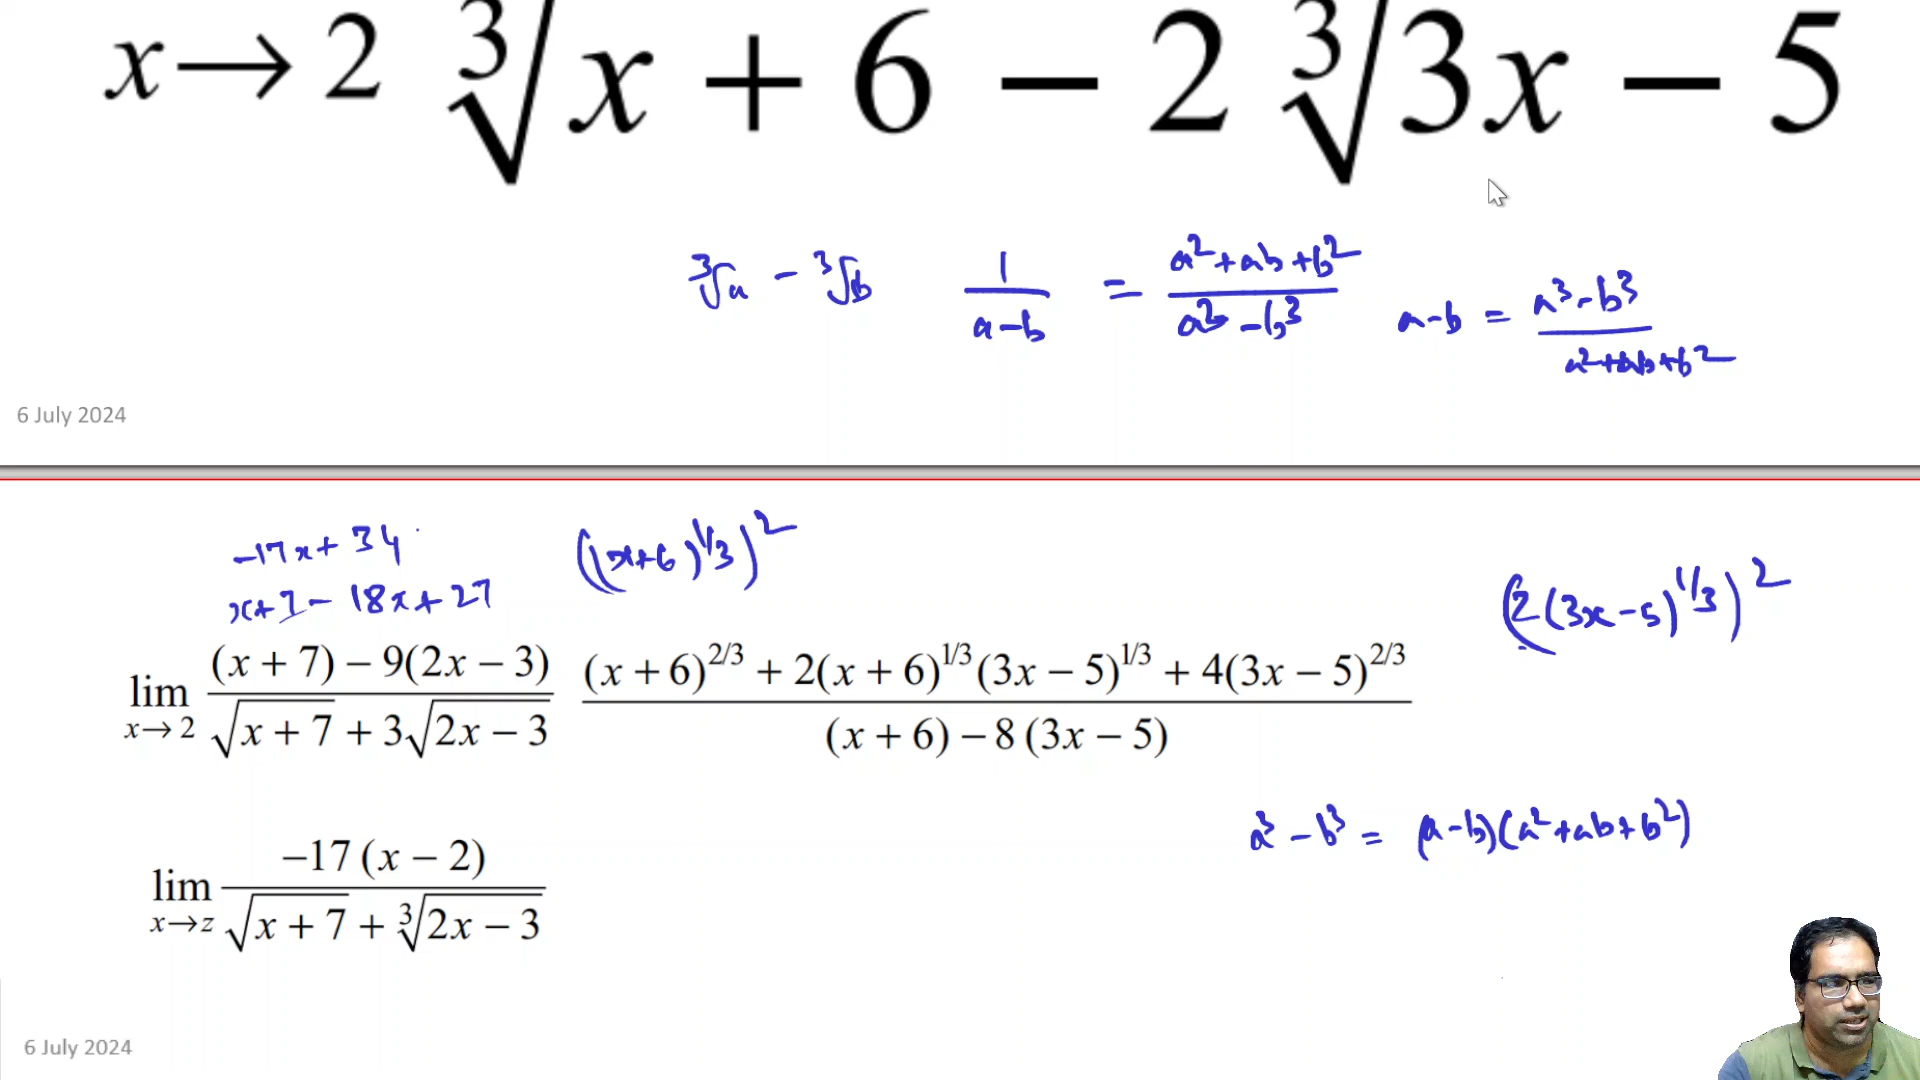 x→2 ∛x + 6 − 2 ∛3x − 5
∛a − ∛b 1/(a−b) = (a²+ab+b²)/(a³−b³) a−b = (a³−b³)/(a²+ab+b²)
6 July 2024
−17x+34 ((x+6)^1/3)²
x+7−18x+27 (2(3x−5)^1/3)²
lim x→2 ((x + 7) − 9(2x − 3))/(√(x + 7) + 3√(2x − 3)) ((x + 6)^2/3 + 2(x + 6)^1/3(3x − 5)^1/3 + 4(3x − 5)^2/3)/((x + 6) − 8 (3x − 5))
a³−b³ = (a−b)(a²+ab+b²)
lim x→z (−17 (x − 2))/(√(x + 7) + ∛(2x − 3))
6 July 2024